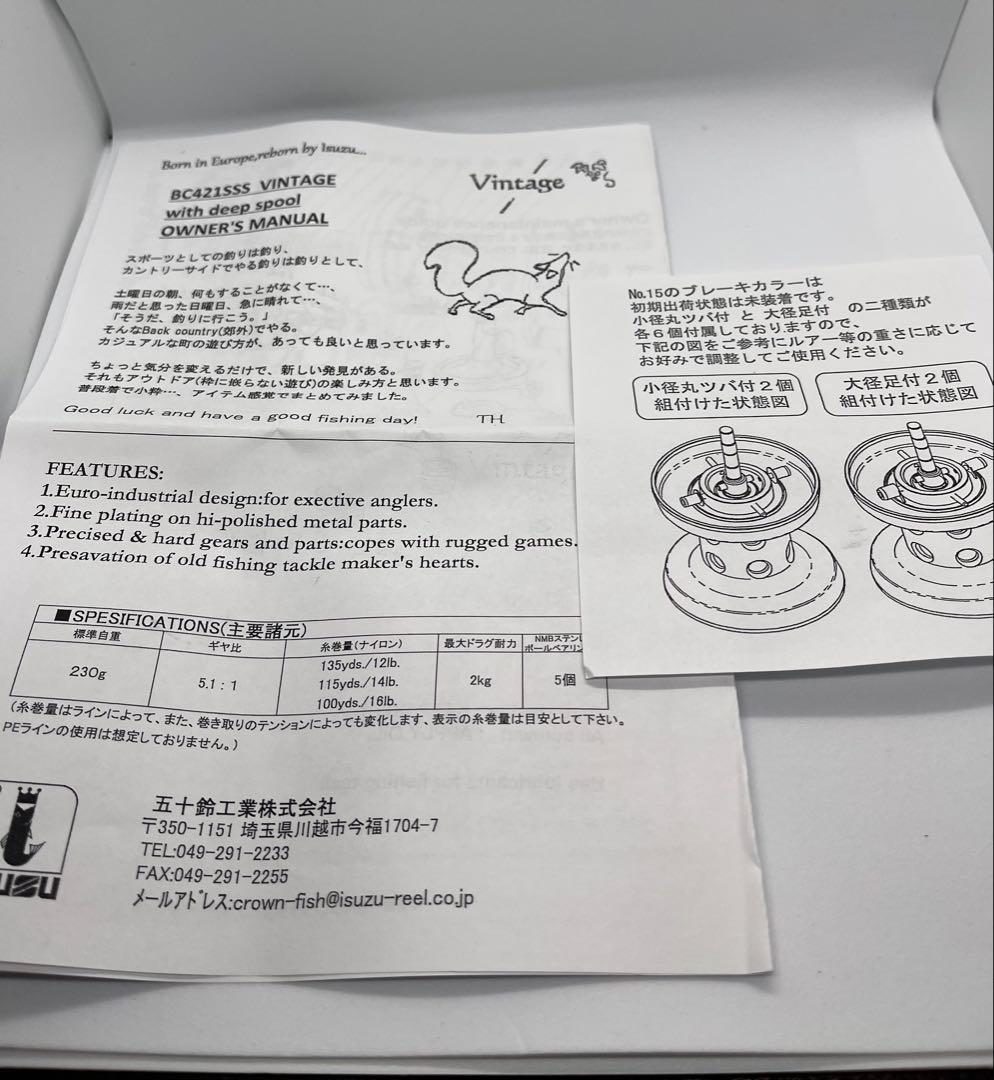 Born in Europe,reborn by Isuzu...
BC421SSS VINTAGE
with deep spool
OWNER'S MANUAL
Vintage
スポーツとしての釣りは釣り、
カントリーサイドでやる釣りは釣りとして、
土曜日の朝、何もすることがなくて…、
雨だと思った日曜日、急に晴れて…、
「そうだ、釣りに行こう。」
そんなBack country(郊外)でやる。
カジュアルな町の遊び方が、あっても良いと思っています。
ちょっと気分を変えるだけで、新しい発見がある。
それもアウトドア(枠に嵌らない遊び)の楽しみ方と思います。
普段着で小粋…、アイテム感覚でまとめてみました。
Good luck and have a good fishing day! TH
FEATURES:
1.Euro-industrial design:for exective anglers.
2.Fine plating on hi-polished metal parts.
3.Precised & hard gears and parts:copes with rugged games.
4.Presavation of old fishing tackle maker's hearts.
■SPESIFICATIONS(主要諸元)
標準自重 ギヤ比 糸巻量(ナイロン) 最大ドラグ耐力 NMBステンレ
ボールベアリン
230g 5.1：1 135yds./12lb.
115yds./14lb.
100yds./16lb.
2kg 5個
(糸巻量はラインによって、また、巻き取りのテンションによっても変化します、表示の糸巻量は目安として下さい。
PEラインの使用は想定しておりません。)
五十鈴工業株式会社
〒350-1151 埼玉県川越市今福1704-7
TEL:049-291-2233
FAX:049-291-2255
メールアドレス:crown-fish@isuzu-reel.co.jp
No.15のブレーキカラーは
初期出荷状態は未装着です。
小径丸ツバ付 と 大径足付 の二種類が
各6個付属しておりますので、
下記の図をご参考にルアー等の重さに応じて
お好みで調整してご使用ください。
小径丸ツバ付2個
組付けた状態図
大径足付2個
組付けた状態図